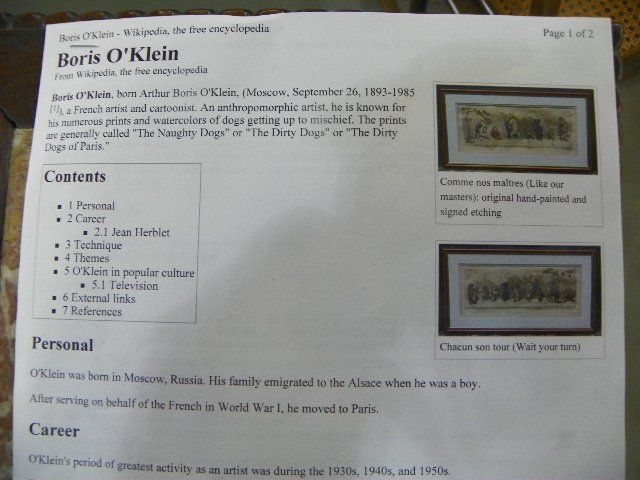 Boris O'Klein - Wikipedia, the free encyclopedia
Page 1 of 2
Boris O'Klein
From Wikipedia, the free encyclopedia
Boris O'Klein, born Arthur Boris O'Klein, (Moscow, September 26, 1893-1985
[1]), a French artist and cartoonist. An anthropomorphic artist, he is known for
his numerous prints and watercolors of dogs getting up to mischief. The prints
are generally called "The Naughty Dogs" or "The Dirty Dogs" or "The Dirty
Dogs of Paris."
Comme nos maîtres (Like our
masters): original hand-painted and
signed etching
Contents
1 Personal
2 Career
2.1 Jean Herblet
3 Technique
4 Themes
5 O'Klein in popular culture
5.1 Television
6 External links
7 References
Chacun son tour (Wait your turn)
Personal
O'Klein was born in Moscow, Russia. His family emigrated to the Alsace when he was a boy.
After serving on behalf of the French in World War I, he moved to Paris.
Career
O'Klein's period of greatest activity as an artist was during the 1930s, 1940s, and 1950s.